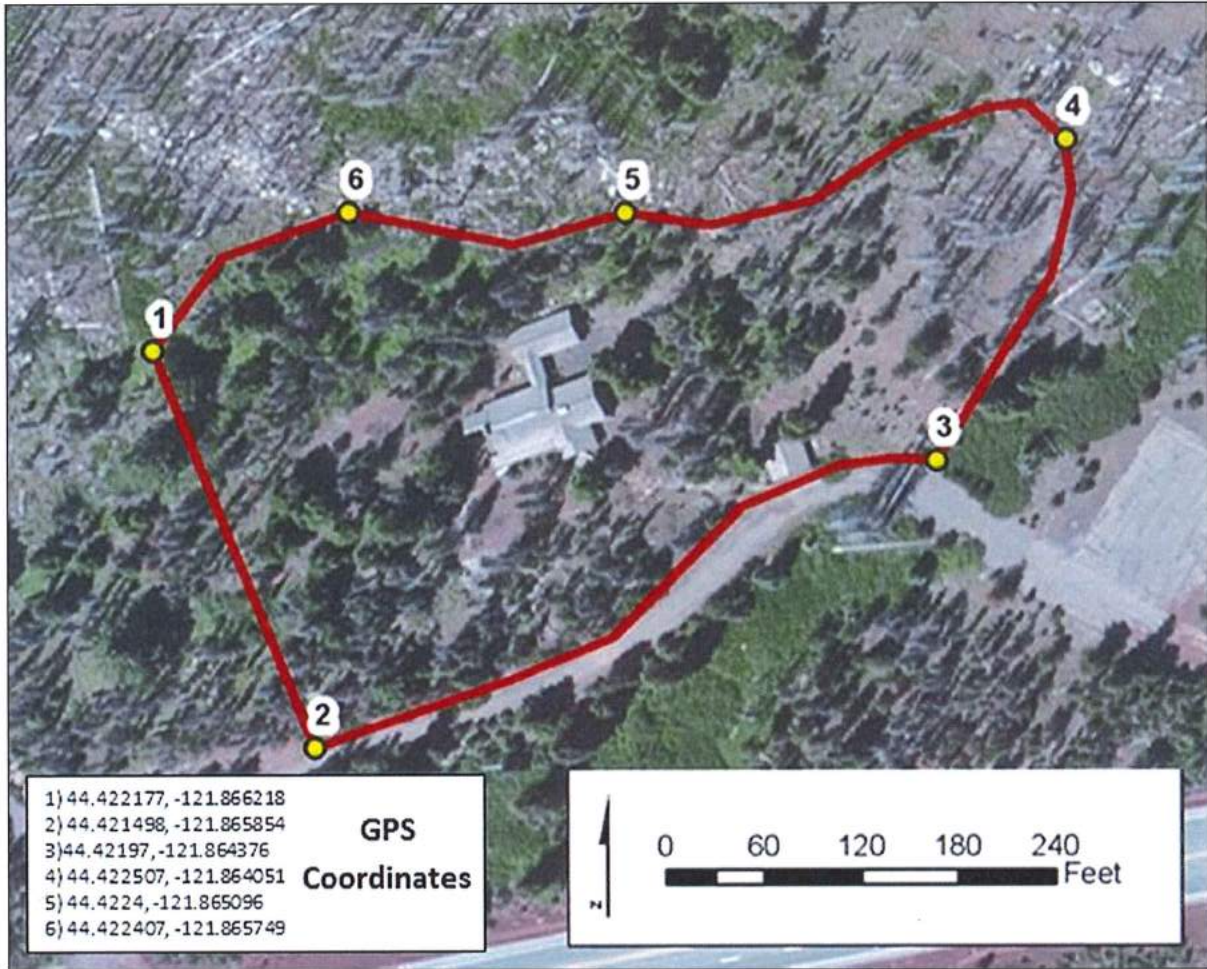 4
6
5
1
3
2
1) 44.422177, -121.866218
2) 44.421498, -121.865854
3)44.42197, -121.864376
4) 44.422507, -121.864051
5) 44.4224, -121.865096
6) 44.422407, -121.865749
GPS
Coordinates
N
0 60 120 180 240
Feet